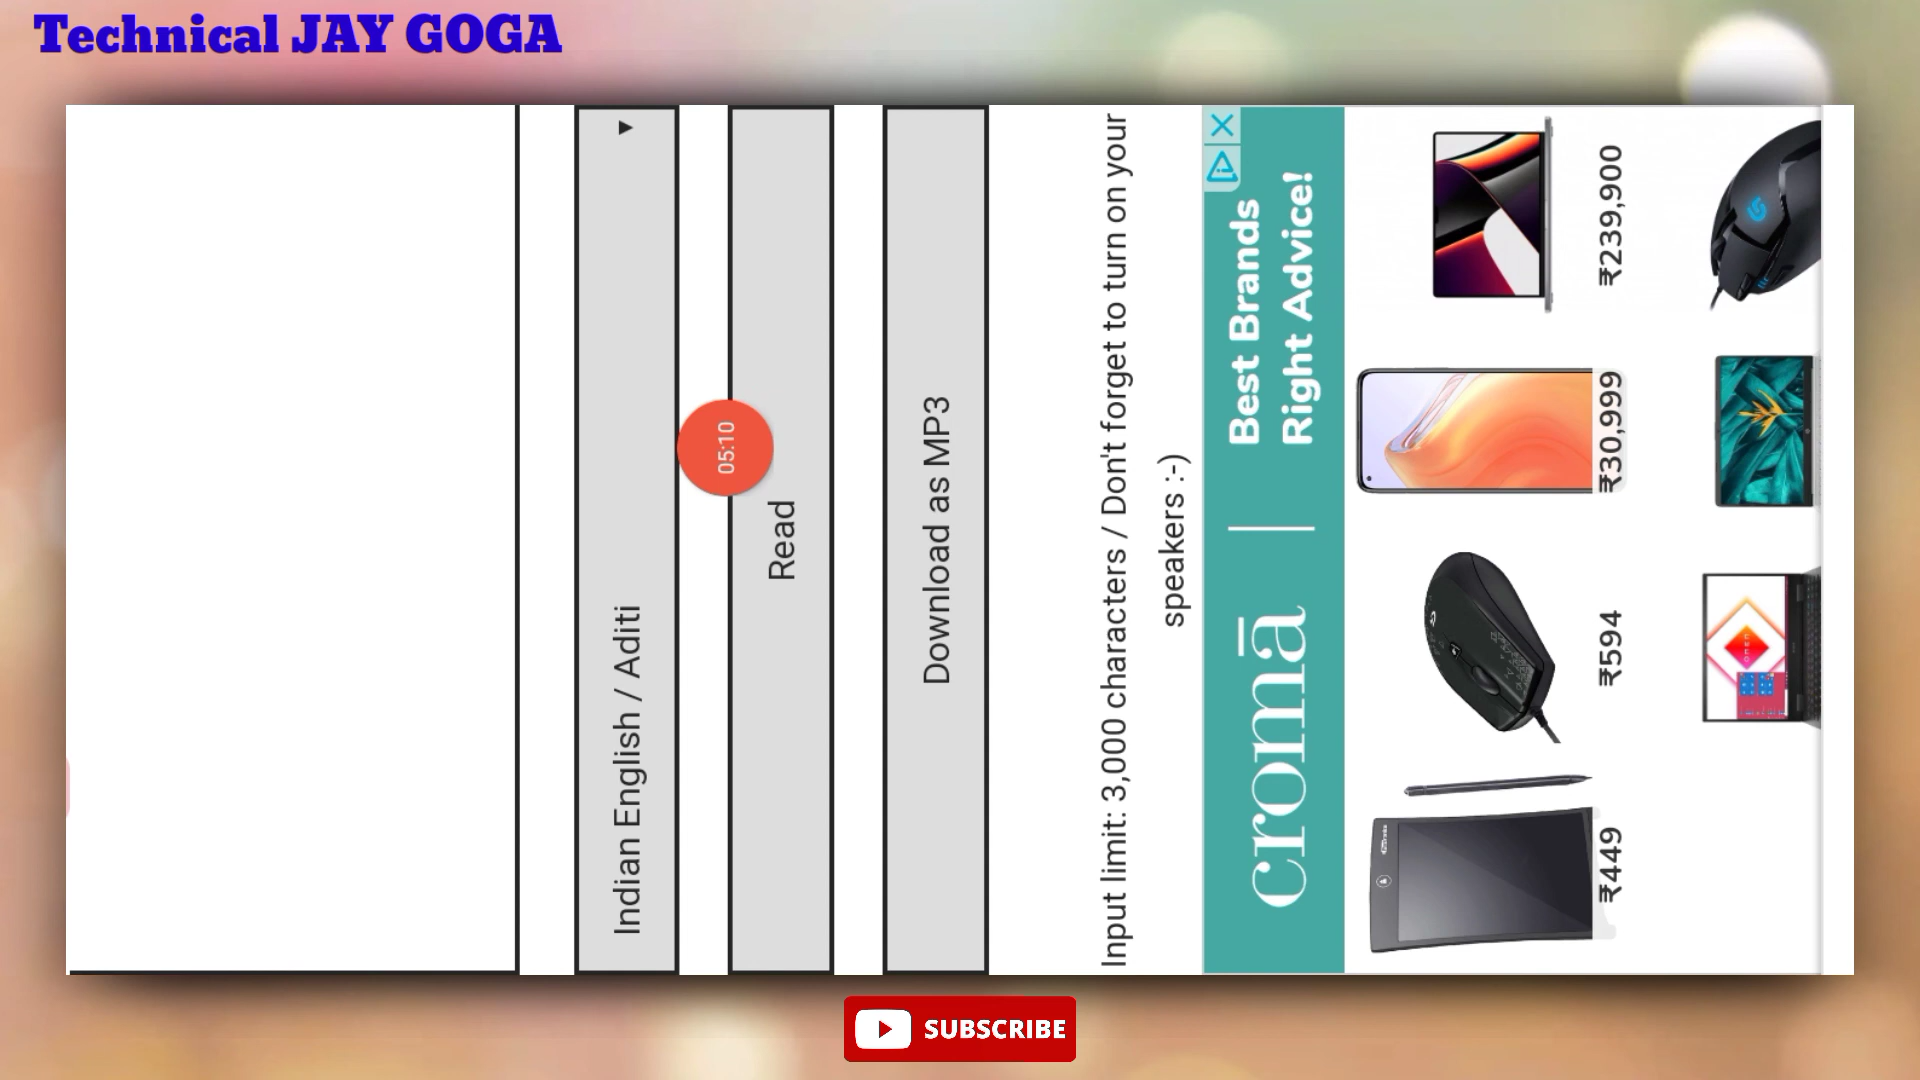 Technical JAY GOGA
Indian English / Aditi
Read
05:10
Download as MP3
Input limit: 3,000 characters / Don't forget to turn on your
speakers :-)
cromā
Best Brands
Right Advice!
₹449
₹594
₹30,999
₹239,900
SUBSCRIBE